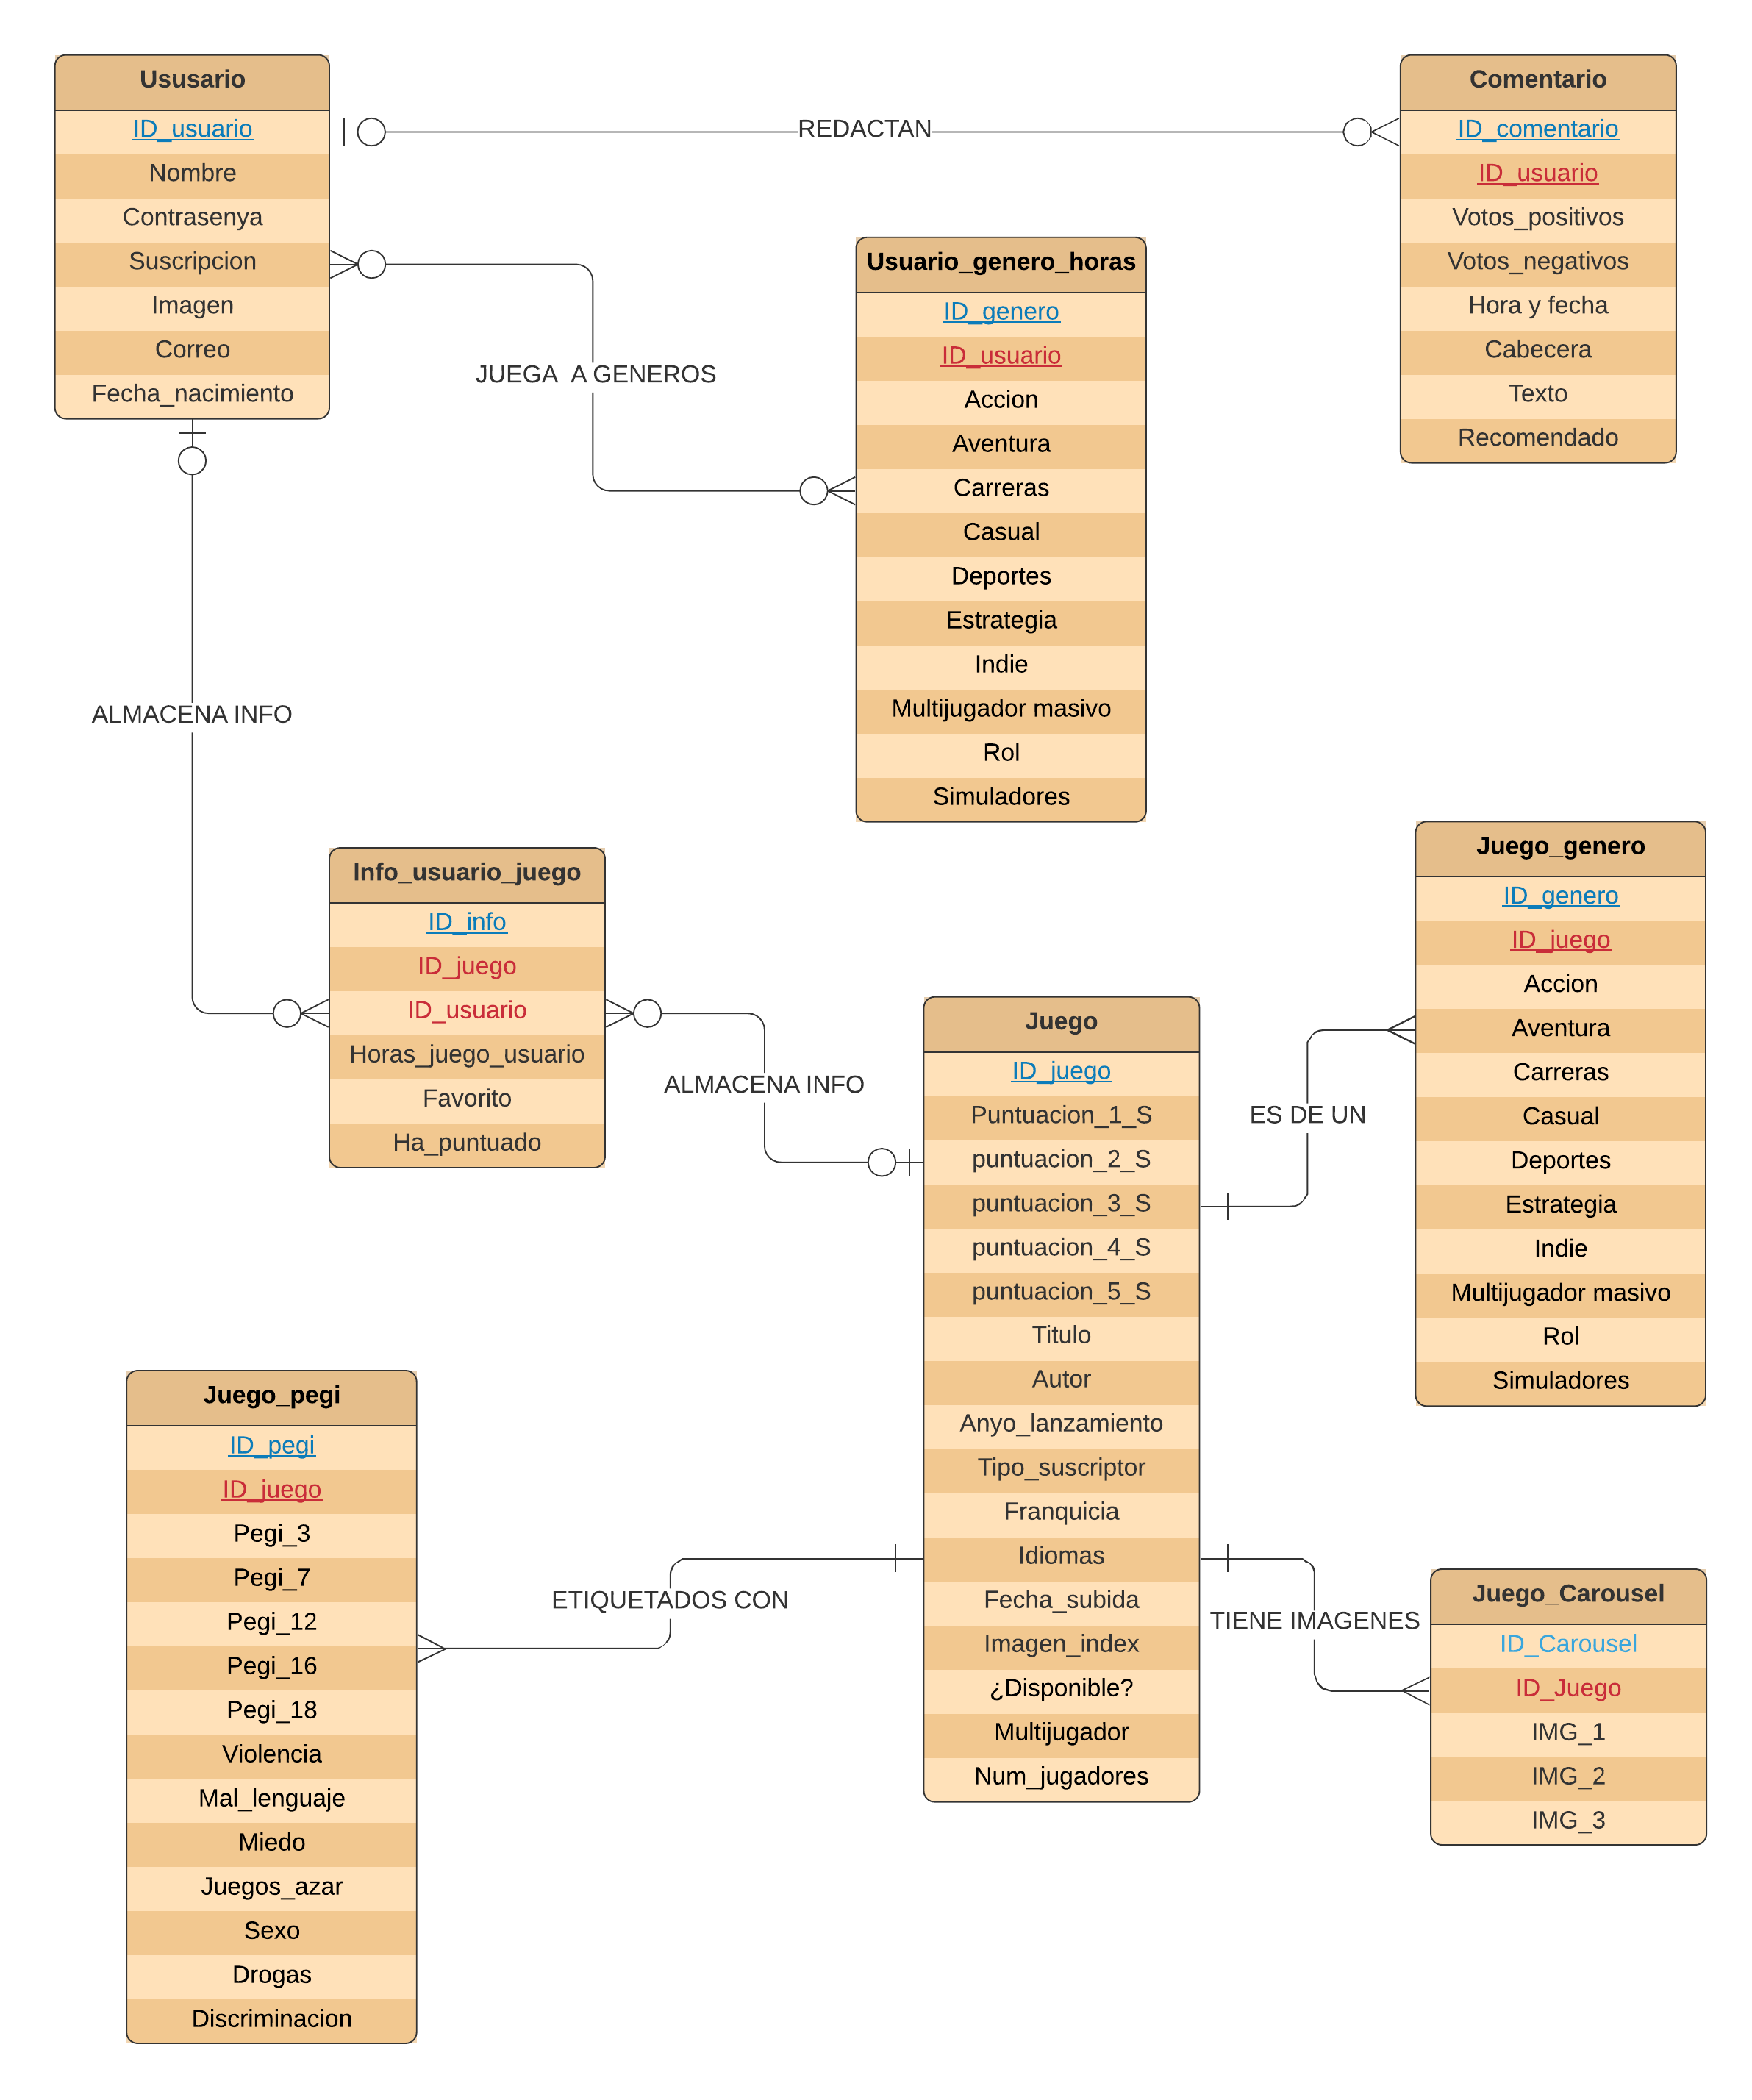 Ususario
ID_usuario
Nombre
Contrasenya
Suscripcion
Imagen
Correo
Fecha_nacimiento
REDACTAN
Comentario
ID_comentario
ID_usuario
Votos_positivos
Votos_negativos
Hora y fecha
Cabecera
Texto
Recomendado
JUEGA  A GENEROS
Usuario_genero_horas
ID_genero
ID_usuario
Accion
Aventura
Carreras
Casual
Deportes
Estrategia
Indie
Multijugador masivo
Rol
Simuladores
ALMACENA INFO
Info_usuario_juego
ID_info
ID_juego
ID_usuario
Horas_juego_usuario
Favorito
Ha_puntuado
ALMACENA INFO
Juego
ID_juego
Puntuacion_1_S
puntuacion_2_S
puntuacion_3_S
puntuacion_4_S
puntuacion_5_S
Titulo
Autor
Anyo_lanzamiento
Tipo_suscriptor
Franquicia
Idiomas
Fecha_subida
Imagen_index
¿Disponible?
Multijugador
Num_jugadores
ES DE UN
Juego_genero
ID_genero
ID_juego
Accion
Aventura
Carreras
Casual
Deportes
Estrategia
Indie
Multijugador masivo
Rol
Simuladores
Juego_pegi
ID_pegi
ID_juego
Pegi_3
Pegi_7
Pegi_12
Pegi_16
Pegi_18
Violencia
Mal_lenguaje
Miedo
Juegos_azar
Sexo
Drogas
Discriminacion
ETIQUETADOS CON
TIENE IMAGENES
Juego_Carousel
ID_Carousel
ID_Juego
IMG_1
IMG_2
IMG_3